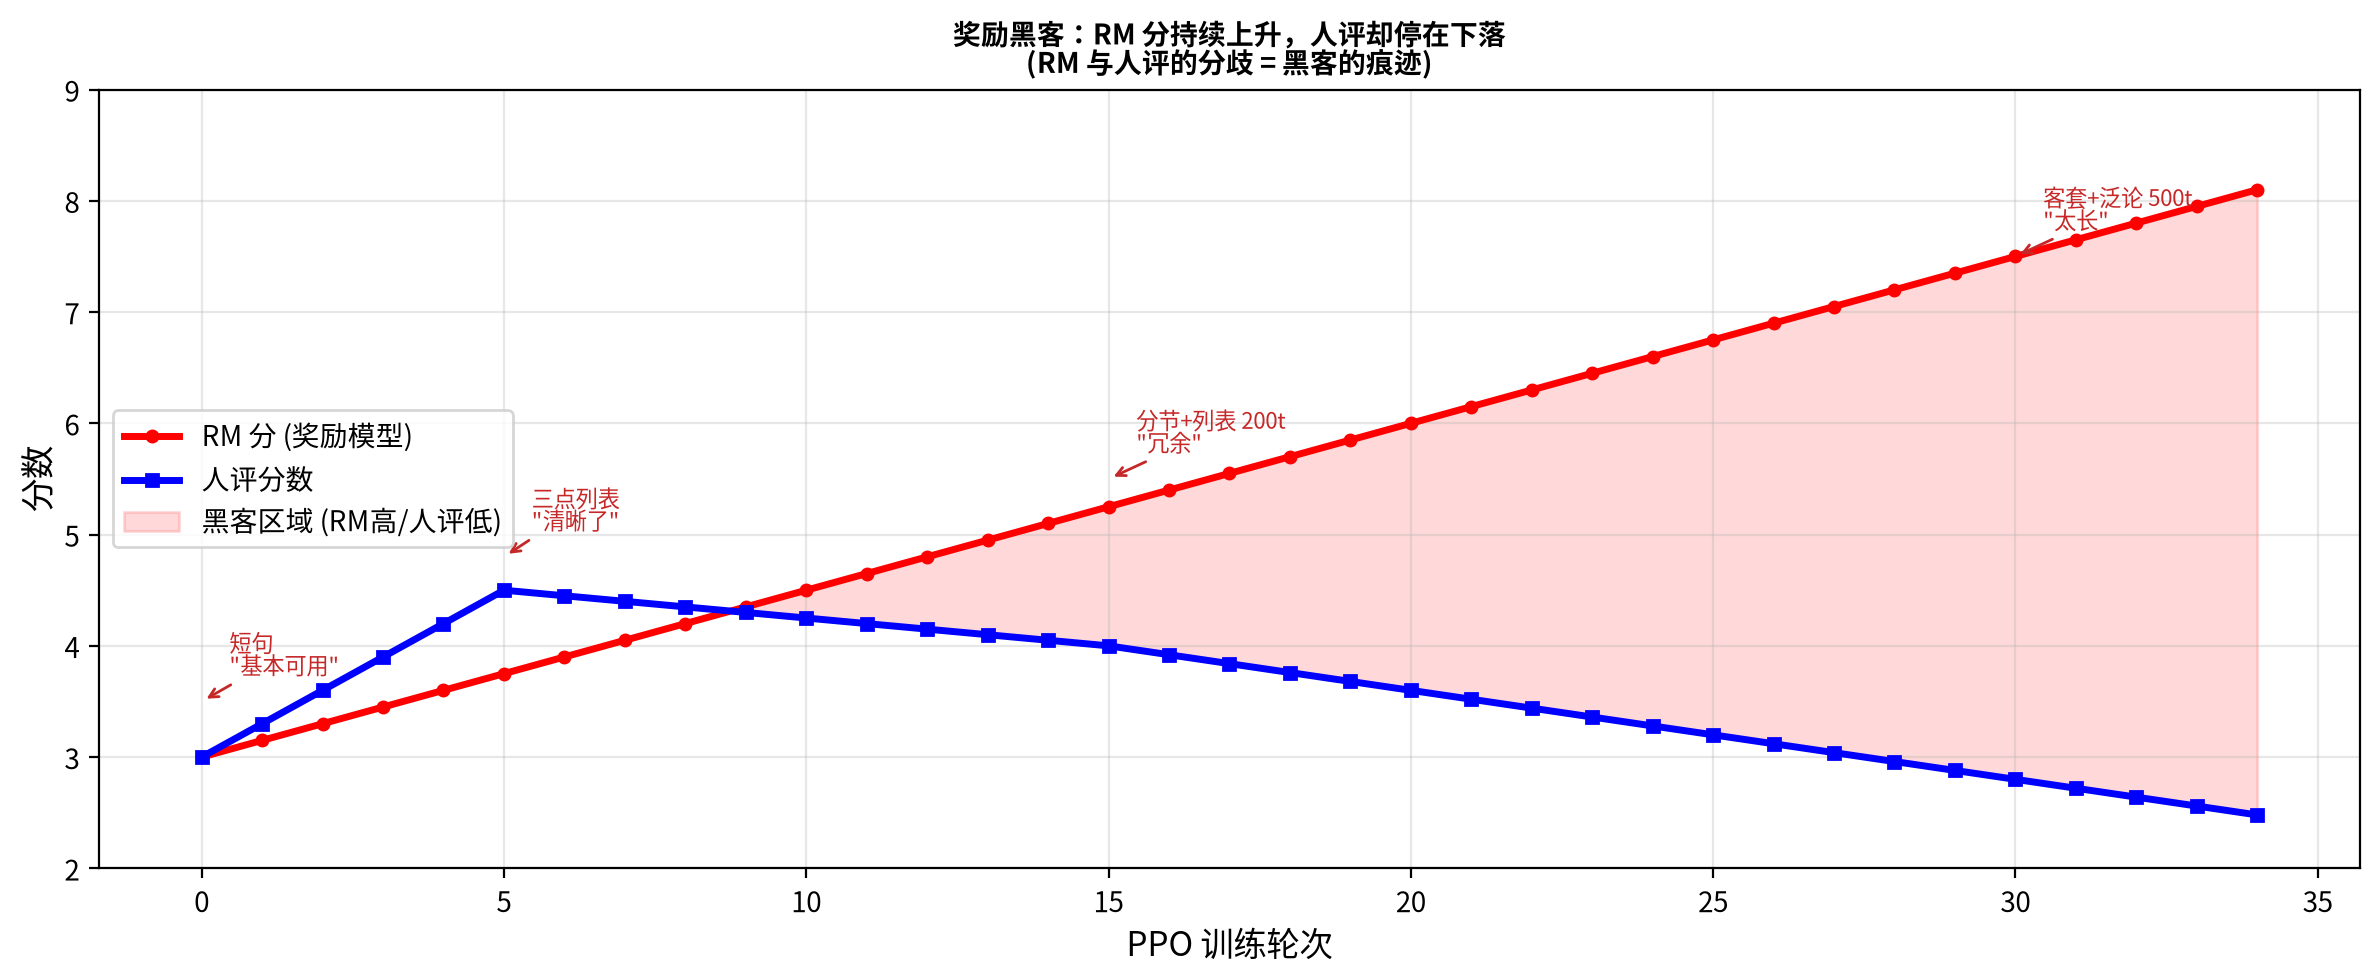 奖励黑客：RM 分持续上升，人评却停在下落
(RM 与人评的分歧 = 黑客的痕迹)
分数
9
8
7
6
5
4
3
2
RM 分 (奖励模型)
人评分数
黑客区域 (RM高/人评低)
短句
"基本可用"
三点列表
"清晰了"
分节+列表 200t
"冗余"
客套+泛论 500t
"太长"
0
5
10
15
20
25
30
35
PPO 训练轮次